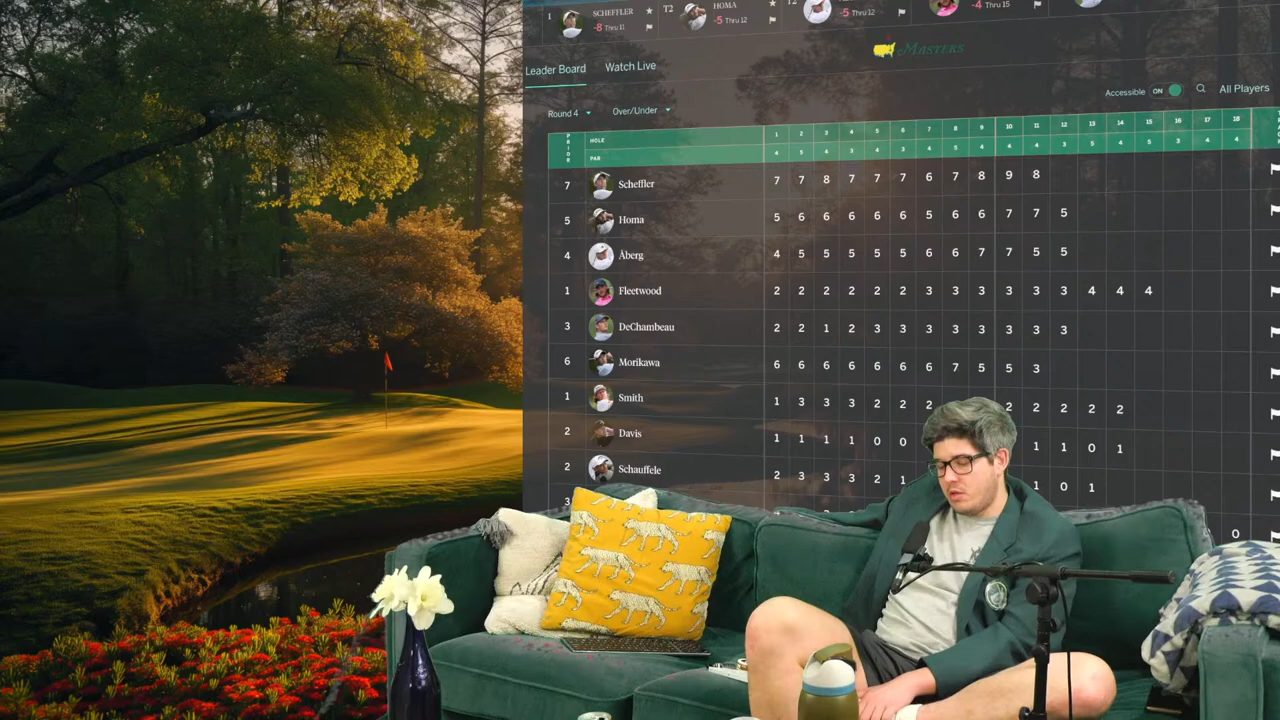 1 SCHEFFLER ★
-8 Thru 11
T2 HOMA ★
-5 Thru 12
-5 Thru 12
-4 Thru 15
MASTERS
Leader Board Watch Live
Accessible ON All Players
Round 4 Over/Under
PRIOR HOLE 1 2 3 4 5 6 7 8 9 10 11 12 13 14 15 16 17 18
PAR 4 5 4 3 4 3 4 5 4 4 4 3 5 4 5 3 4 4
7 Scheffler 7 7 8 7 7 7 6 7 8 9 8
5 Homa 5 6 6 6 6 6 5 6 6 7 7 5
4 Åberg 4 5 5 5 5 5 6 6 7 7 5 5
1 Fleetwood 2 2 2 2 2 2 3 3 3 3 3 3 4 4 4
3 DeChambeau 2 2 1 2 3 3 3 3 3 3 3 3
6 Morikawa 6 6 6 6 6 6 6 7 5 5 3
1 Smith 1 3 3 3 2 2 2 2 2 2 2 2
2 Davis 1 1 1 1 0 0 1 1 0 1
2 Schauffele 2 3 3 3 2 1 1 0 1
3 0